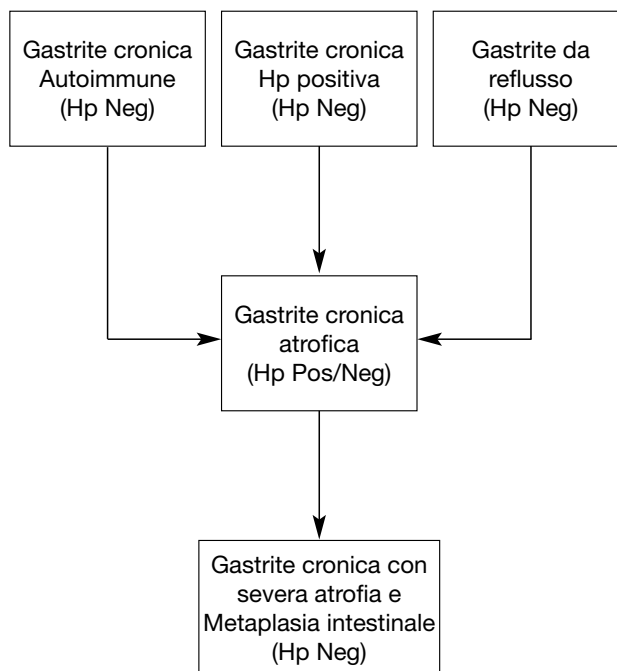 Gastrite cronica
Autoimmune
(Hp Neg)
Gastrite cronica
Hp positiva
(Hp Neg)
Gastrite da
reflusso
(Hp Neg)
Gastrite cronica
atrofica
(Hp Pos/Neg)
Gastrite cronica con
severa atrofia e
Metaplasia intestinale
(Hp Neg)